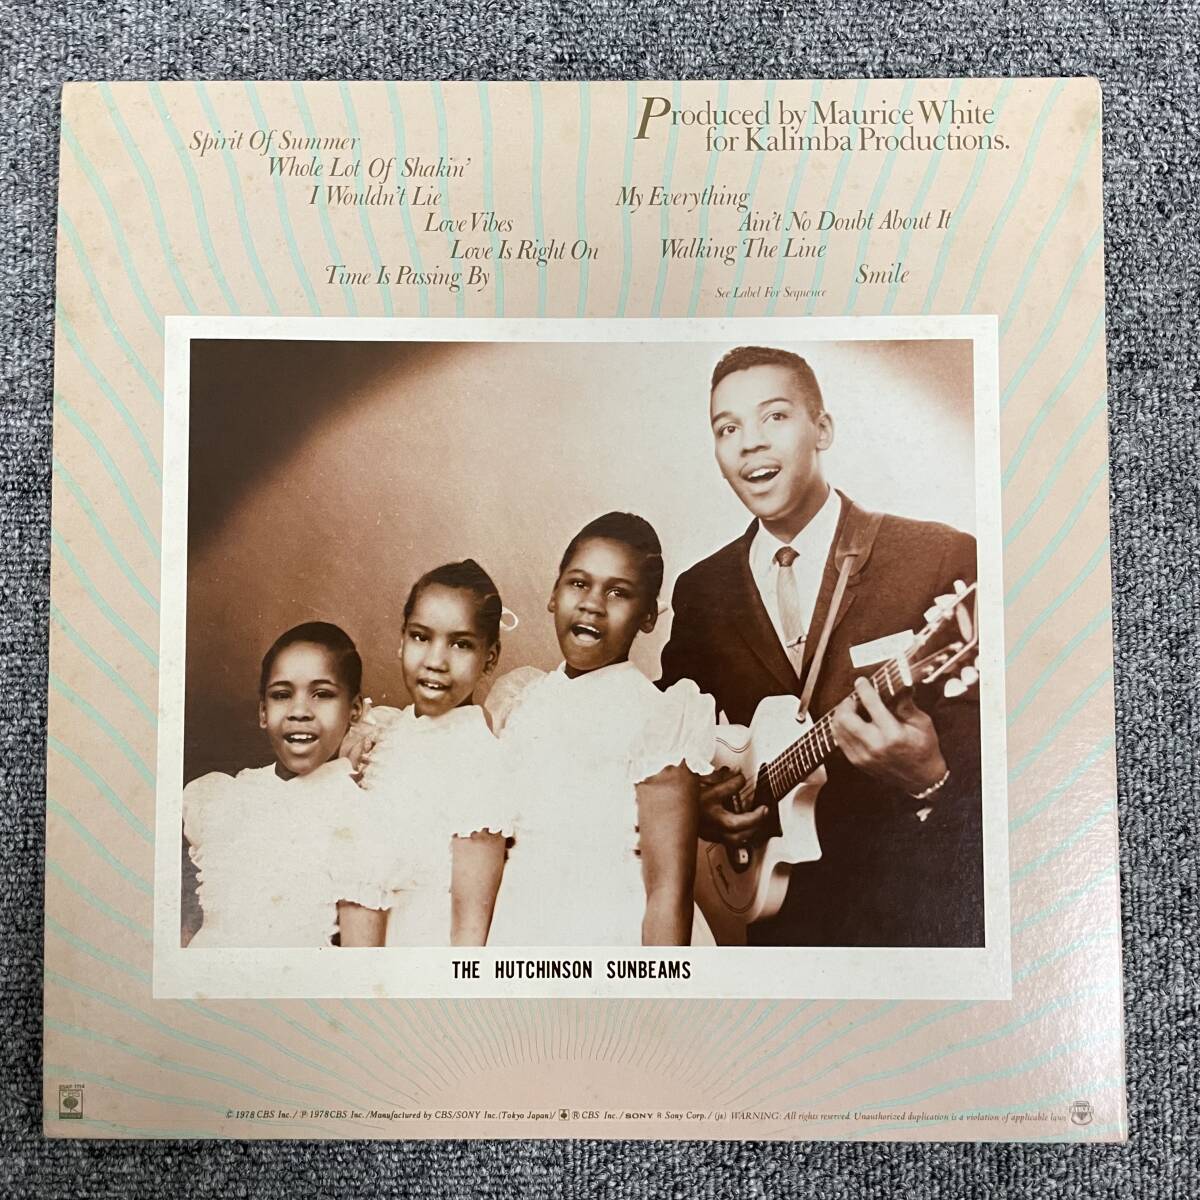 Produced by Maurice White
for Kalimba Productions.
Spirit Of Summer
Whole Lot Of Shakin'
I Wouldn't Lie
Love Vibes
Love Is Right On
Time Is Passing By
My Everything
Ain't No Doubt About It
Walking The Line
Smile
See Label For Sequence
THE HUTCHINSON SUNBEAMS
25AP 1114
© 1978 CBS Inc./ ℗ 1978 CBS Inc./Manufactured by CBS/SONY Inc.(Tokyo Japan)/ ® CBS Inc./ SONY ® Sony Corp./ (js) WARNING: All rights reserved. Unauthorized duplication is a violation of applicable laws